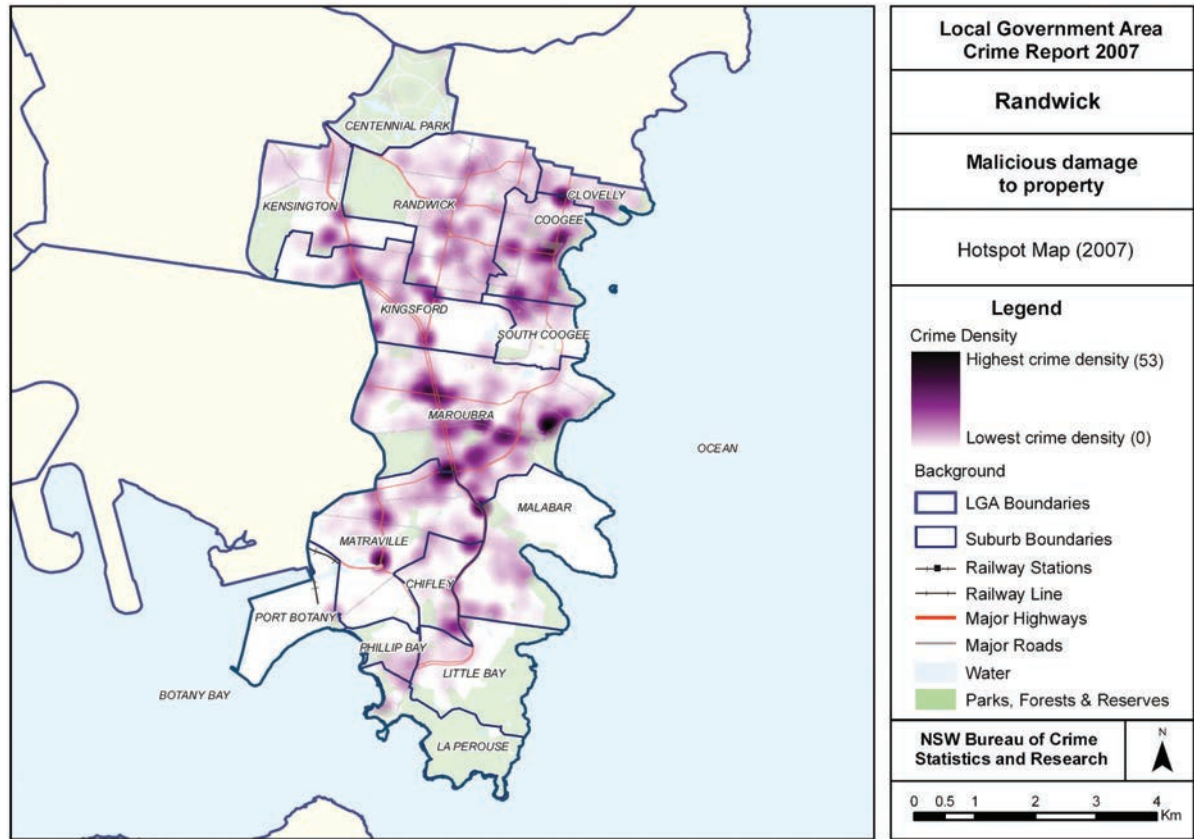 CENTENNIAL PARK
CLOVELLY
KENSINGTON
RANDWICK
COOGEE
KINGSFORD
SOUTH COOGEE
MAROUBRA
OCEAN
MALABAR
MATRAVILLE
CHIFLEY
PORT BOTANY
PHILLIP BAY
LITTLE BAY
BOTANY BAY
LA PEROUSE
Local Government Area
Crime Report 2007
Randwick
Malicious damage
to property
Hotspot Map (2007)
Legend
Crime Density
Highest crime density (53)
Lowest crime density (0)
Background
LGA Boundaries
Suburb Boundaries
Railway Stations
Railway Line
Major Highways
Major Roads
Water
Parks, Forests & Reserves
NSW Bureau of Crime
Statistics and Research
N
0 0.5 1 2 3 4
Km